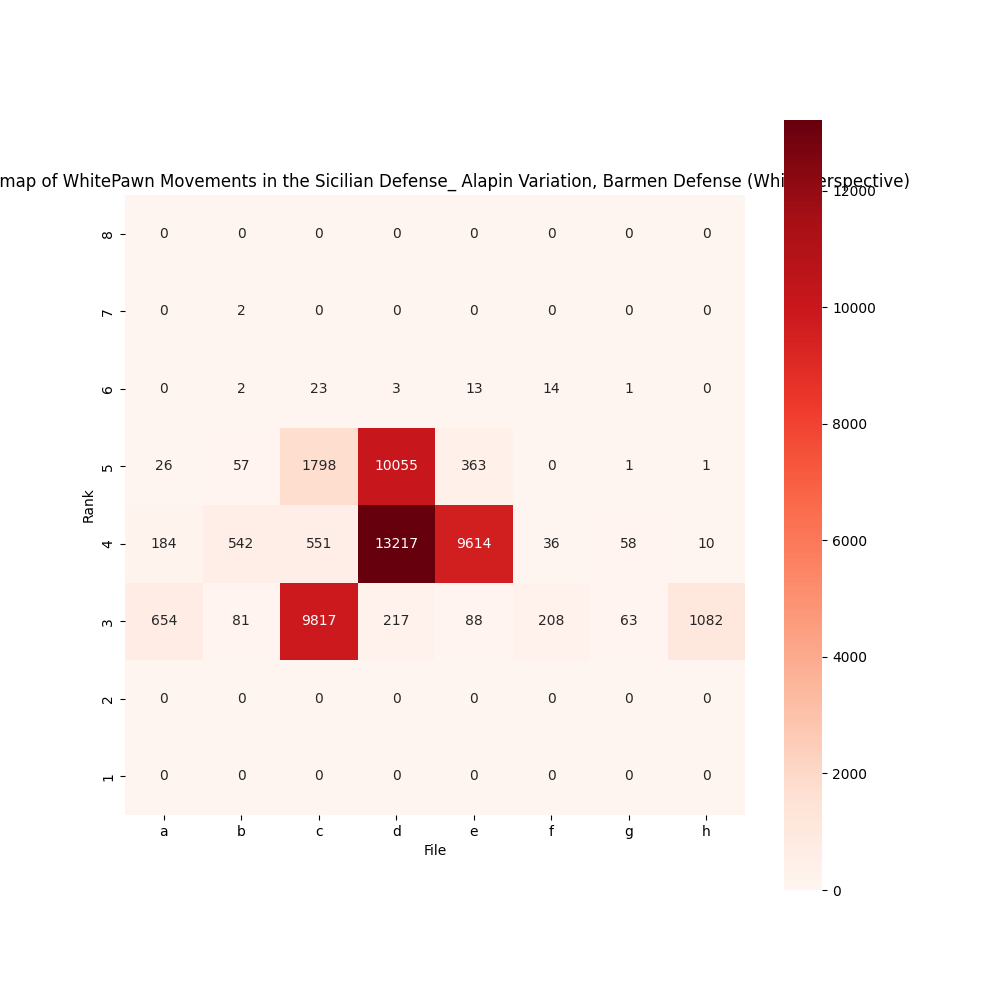 map of WhitePawn Movements in the Sicilian Defense_ Alapin Variation, Barmen Defense (White Perspective)
12000
8 0 0 0 0 0 0 0 0
7 0 2 0 0 0 0 0 0
10000
6 0 2 23 3 13 14 1 0
8000
5 26 57 1798 10055 363 0 1 1
Rank
6000
4 184 542 551 13217 9614 36 58 10
4000
3 654 81 9817 217 88 208 63 1082
2 0 0 0 0 0 0 0 0
2000
1 0 0 0 0 0 0 0 0
a b c d e f g h
File
0